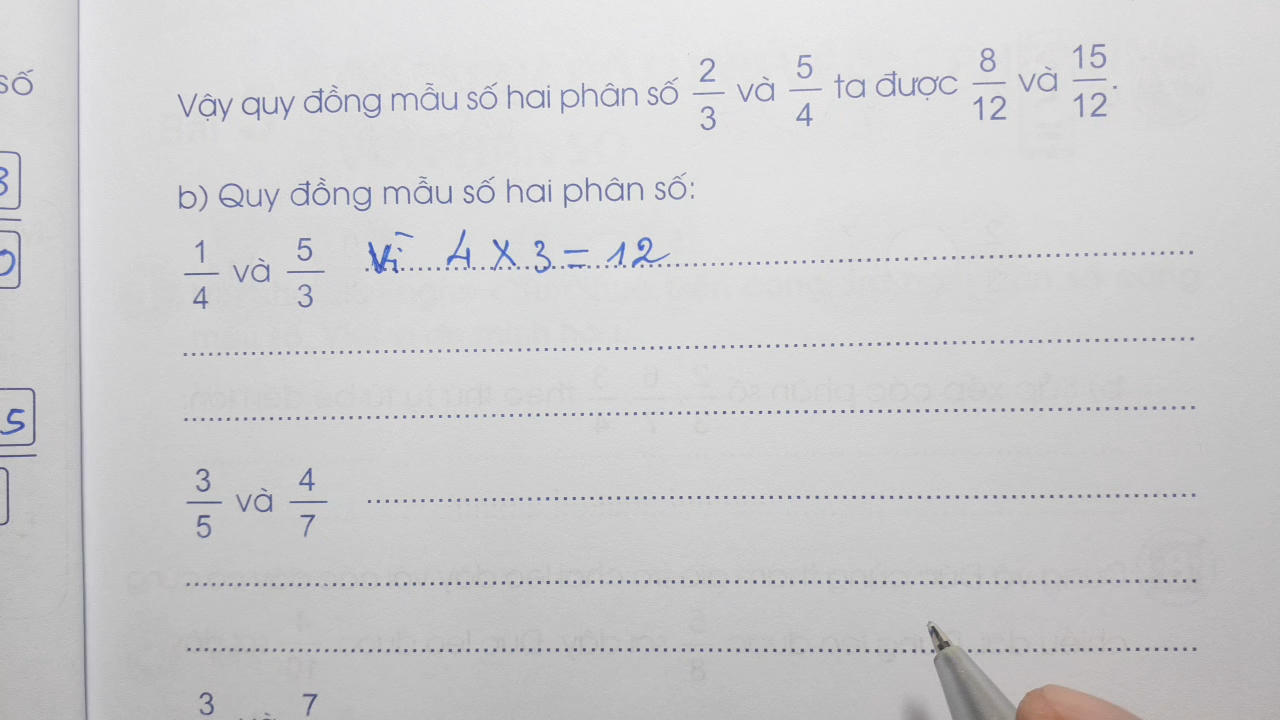 số
Vậy quy đồng mẫu số hai phân số 2/3 và 5/4 ta được 8/12 và 15/12.
b) Quy đồng mẫu số hai phân số:
1/4 và 5/3 Vì 4 x 3 = 12
3/5 và 4/7
5
3 7